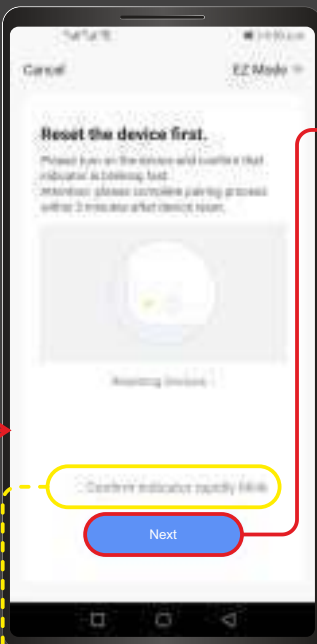 Cancel EZ Mode
Reset the device first.
Please turn on the device and confirm that
indicator is blinking fast.
Attention: please complete pairing process
within 3 minutes after device reset.
Resetting Devices
Confirm indicator rapidly blink
Next